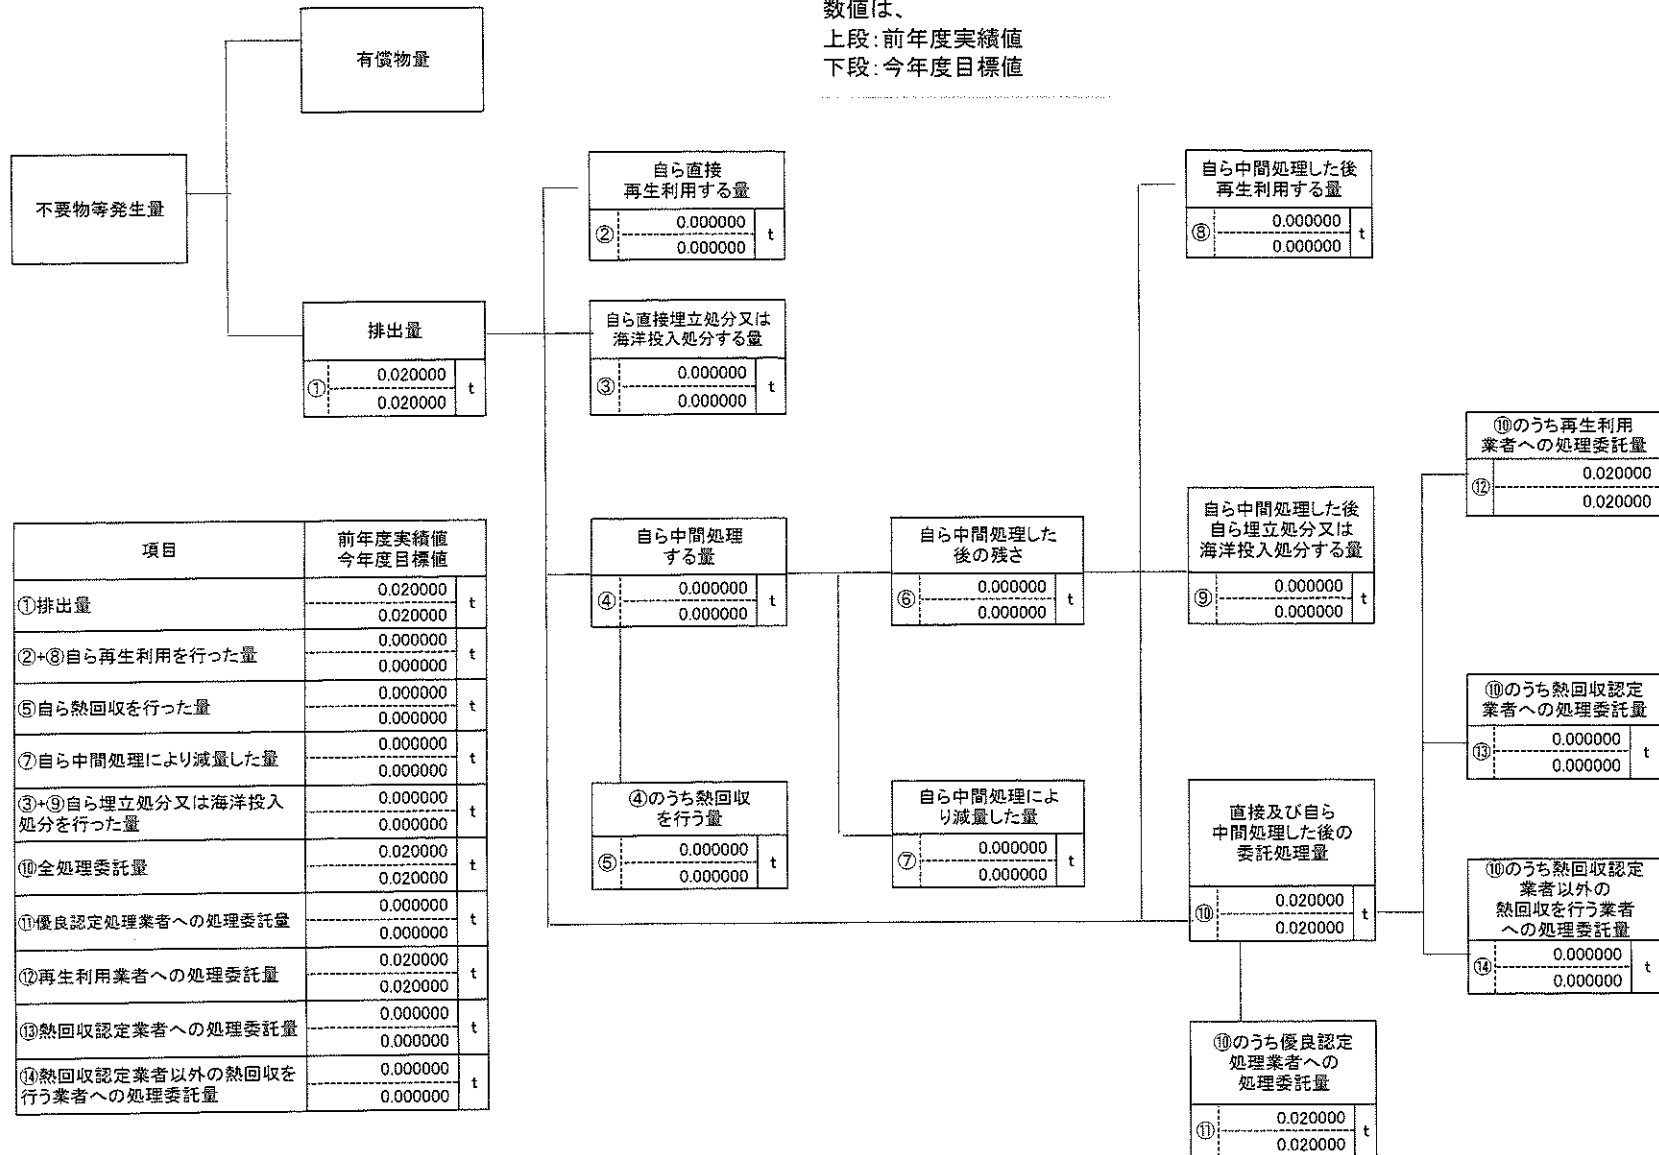 数値は、
上段:前年度実績値
下段:今年度目標値
有償物量
不要物等発生量
排出量
① 0.020000 t
0.020000
自ら直接
再生利用する量
② 0.000000 t
0.000000
自ら直接埋立処分又は
海洋投入処分する量
③ 0.000000 t
0.000000
自ら中間処理
する量
④ 0.000000 t
0.000000
④のうち熱回収
を行う量
⑤ 0.000000 t
0.000000
自ら中間処理した
後の残さ
⑥ 0.000000 t
0.000000
自ら中間処理によ
り減量した量
⑦ 0.000000 t
0.000000
自ら中間処理した後
再生利用する量
⑧ 0.000000 t
0.000000
自ら中間処理した後
自ら埋立処分又は
海洋投入処分する量
⑨ 0.000000 t
0.000000
直接及び自ら
中間処理した後の
委託処理量
⑩ 0.020000 t
0.020000
⑩のうち優良認定
処理業者への
処理委託量
⑪ 0.020000 t
0.020000
⑩のうち再生利用
業者への処理委託量
⑫ 0.020000
0.020000
⑩のうち熱回収認定
業者への処理委託量
⑬ 0.000000 t
0.000000
⑩のうち熱回収認定
業者以外の
熱回収を行う業者
への処理委託量
⑭ 0.000000 t
0.000000
項目 前年度実績値
今年度目標値
①排出量 0.020000 t
0.020000
②+⑧自ら再生利用を行った量 0.000000 t
0.000000
⑤自ら熱回収を行った量 0.000000 t
0.000000
⑦自ら中間処理により減量した量 0.000000 t
0.000000
③+⑨自ら埋立処分又は海洋投入
処分を行った量 0.000000 t
0.000000
⑩全処理委託量 0.020000 t
0.020000
⑪優良認定処理業者への処理委託量 0.000000 t
0.000000
⑫再生利用業者への処理委託量 0.020000 t
0.020000
⑬熱回収認定業者への処理委託量 0.000000 t
0.000000
⑭熱回収認定業者以外の熱回収を
行う業者への処理委託量 0.000000 t
0.000000